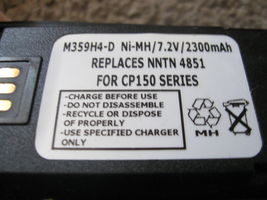 M359H4-D Ni-MH/7.2V/2300mAh
REPLACES NNTN 4851
FOR CP150 SERIES
-CHARGE BEFORE USE
-DO NOT DISASSEMBLE
-RECYCLE OR DISPOSE
OF PROPERLY
-USE SPECIFIED CHARGER
ONLY
MH